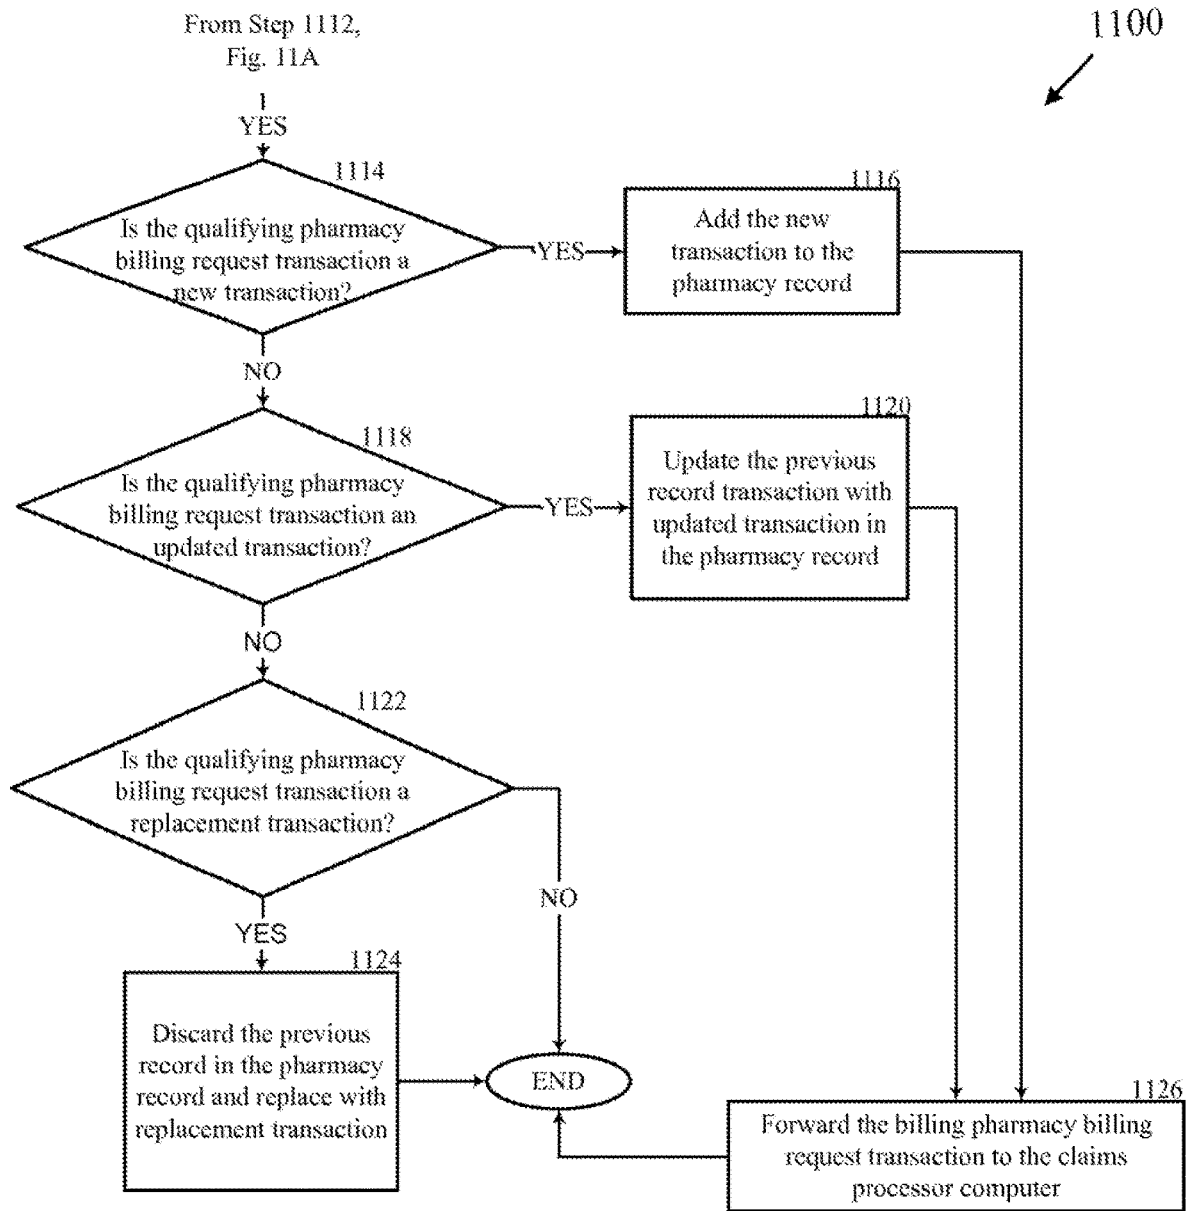 From Step 1112,
Fig. 11A
1100
YES
1114
Is the qualifying pharmacy
billing request transaction a
new transaction?
YES
1116
Add the new
transaction to the
pharmacy record
NO
1118
Is the qualifying pharmacy
billing request transaction an
updated transaction?
YES
1120
Update the previous
record transaction with
updated transaction in
the pharmacy record
NO
1122
Is the qualifying pharmacy
billing request transaction a
replacement transaction?
NO
YES
1124
Discard the previous
record in the pharmacy
record and replace with
replacement transaction
END
1126
Forward the billing pharmacy billing
request transaction to the claims
processor computer